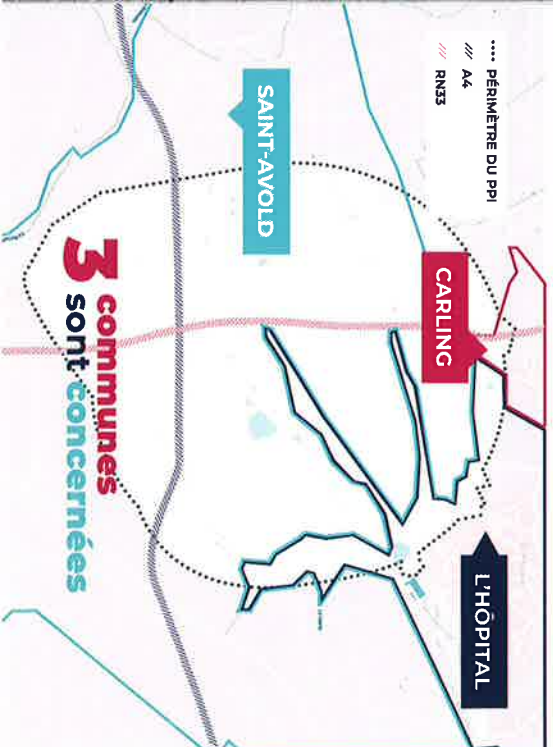 PÉRIMÈTRE DU PPI
A4
RN33
SAINT-AVOLD
CARLING
L'HÔPITAL
3 communes
sont concernées